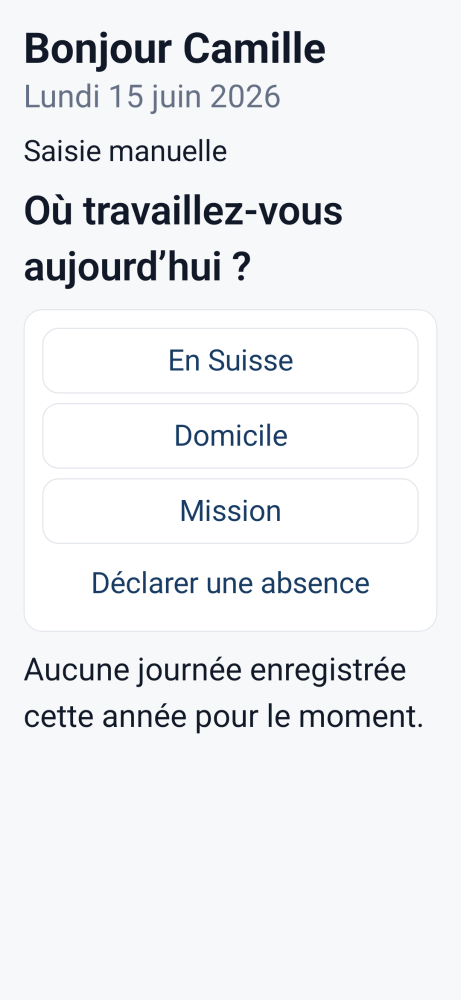 Bonjour Camille
Lundi 15 juin 2026
Saisie manuelle
Où travaillez-vous
aujourd’hui ?
En Suisse
Domicile
Mission
Déclarer une absence
Aucune journée enregistrée
cette année pour le moment.